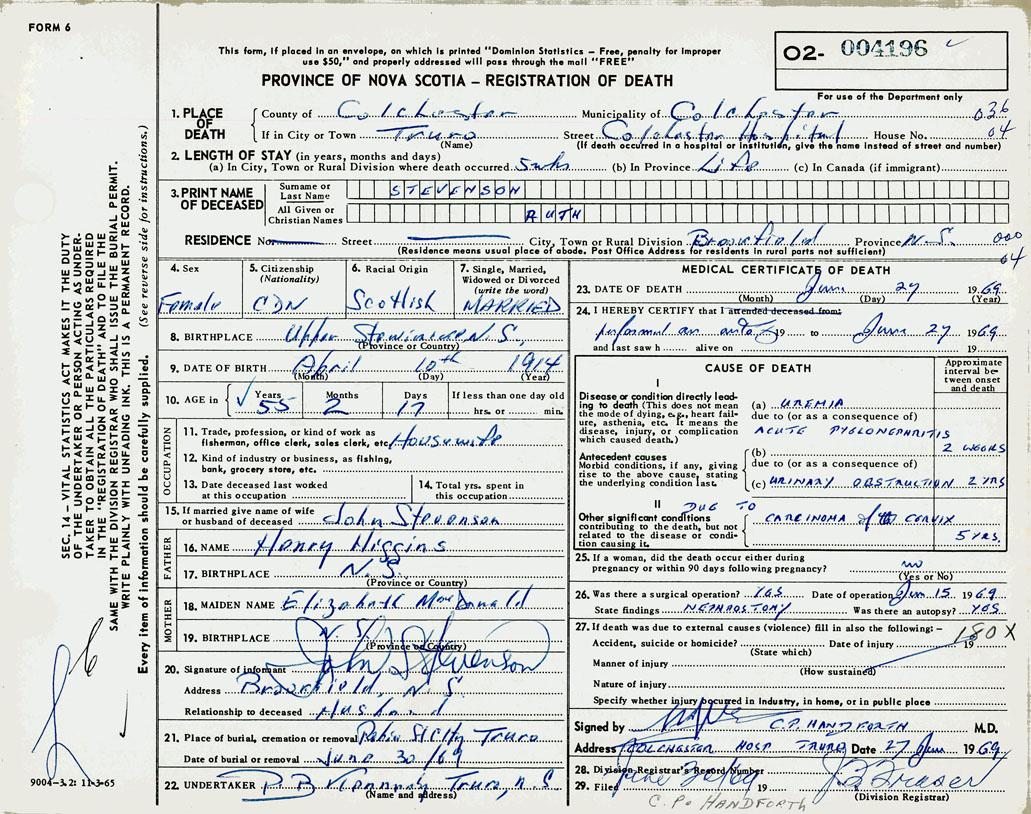 FORM 6
O2- 004196
This form, if placed in an envelope, on which is printed "Dominion Statistics – Free, penalty for improper
use $50," and properly addressed will pass through the mail "FREE"
PROVINCE OF NOVA SCOTIA – REGISTRATION OF DEATH
For use of the Department only
1. PLACE OF DEATH County of Colchester Municipality of Colchester 036
If in City or Town Truro Street Colchester Hospital House No. 04
(Name) (If death occurred in a hospital or institution, give the name instead of street and number)
2. LENGTH OF STAY (in years, months and days)
(a) In City, Town or Rural Division where death occurred 5 wks (b) In Province Life (c) In Canada (if immigrant)
3. PRINT NAME OF DECEASED Surname or Last Name STEVENSON
All Given or Christian Names RUTH
RESIDENCE No. Street City, Town or Rural Division Brookfield Province N.S. 000
(Residence means usual place of abode. Post Office Address for residents in rural parts not sufficient) 04
4. Sex Female
5. Citizenship (Nationality) CDN
6. Racial Origin Scottish
7. Single, Married, Widowed or Divorced (write the word) MARRIED
8. BIRTHPLACE Upper Stewiacke N.S.,
(Province or Country)
9. DATE OF BIRTH April 10th 1914
(Month) (Day) (Year)
10. AGE in Years 55 Months 2 Days 17 If less than one day old hrs. or min.
OCCUPATION
11. Trade, profession, or kind of work as
fisherman, office clerk, sales clerk, etc. Housewife
12. Kind of industry or business, as fishing,
bank, grocery store, etc.
13. Date deceased last worked at this occupation
14. Total yrs. spent in this occupation
15. If married give name of wife
or husband of deceased John Stevenson
FATHER
16. NAME Henry Higgins
17. BIRTHPLACE N.S.
(Province or Country)
MOTHER
18. MAIDEN NAME Elizabeth MacDonald
19. BIRTHPLACE N.S.
(Province or Country)
20. Signature of informant John S Stevenson
Address Brookfield, N.S.
Relationship to deceased Husband
21. Place of burial, cremation or removal Truro
Date of burial or removal June 30/69
22. UNDERTAKER Truro, N.S
(Name and address)
MEDICAL CERTIFICATE OF DEATH
23. DATE OF DEATH June 27 1969
(Month) (Day) (Year)
24. I HEREBY CERTIFY that I attended deceased from:
performed an 19 to June 27 1969
and last saw h alive on 19
CAUSE OF DEATH
Approximate interval between onset and death
I
Disease or condition directly leading to death (This does not mean the mode of dying, e.g., heart failure, asthenia, etc. It means the disease, injury, or complication which caused death.)
(a) UREMIA
due to (or as a consequence of)
ACUTE PYELONEPHRITIS
Antecedent causes
Morbid conditions, if any, giving rise to the above cause, stating the underlying condition last.
(b) 2 WEEKS
due to (or as a consequence of)
(c) URINARY OBSTRUCTION 2 YRS
II DUE TO
Other significant conditions contributing to the death, but not related to the disease or condition causing it.
CARCINOMA of the CERVIX
5 YRS.
25. If a woman, did the death occur either during
pregnancy or within 90 days following pregnancy? no
(Yes or No)
26. Was there a surgical operation? YES Date of operation Jun 15 1969
State findings NEPHROSTOMY Was there an autopsy? YES
27. If death was due to external causes (violence) fill in also the following: – 180X
Accident, suicide or homicide? Date of injury 19
(State which)
Manner of injury
(How sustained)
Nature of injury
Specify whether injury occurred in industry, in home, or in public place
Signed by C.P. HANDFORTH M.D.
Address COLCHESTER HOSP TRURO Date 27 Jun 1969
28. Division Registrar's Record Number
29. Filed June 19
(Division Registrar)
C. P. HANDFORTH
SEC. 14 – VITAL STATISTICS ACT MAKES IT THE DUTY
OF THE UNDERTAKER OR PERSON ACTING AS UNDER-
TAKER TO OBTAIN ALL THE PARTICULARS REQUIRED
IN THE "REGISTRATION OF DEATH" AND TO FILE THE
SAME WITH THE DIVISION REGISTRAR WHO SHALL ISSUE THE BURIAL PERMIT.
WRITE PLAINLY WITH UNFADING INK. THIS IS A PERMANENT RECORD.
Every item of information should be carefully supplied. (See reverse side for instructions.)
9004–3.2: 11-3-65